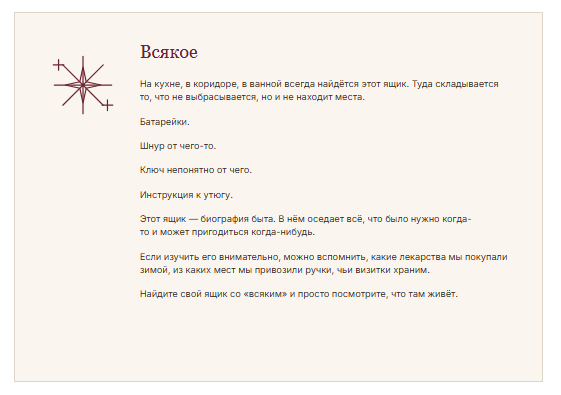 Всякое
На кухне, в коридоре, в ванной всегда найдётся этот ящик. Туда складывается
то, что не выбрасывается, но и не находит места.
Батарейки.
Шнур от чего-то.
Ключ непонятно от чего.
Инструкция к утюгу.
Этот ящик — биография быта. В нём оседает всё, что было нужно когда-
то и может пригодиться когда-нибудь.
Если изучить его внимательно, можно вспомнить, какие лекарства мы покупали
зимой, из каких мест мы привозили ручки, чьи визитки храним.
Найдите свой ящик со «всяким» и просто посмотрите, что там живёт.